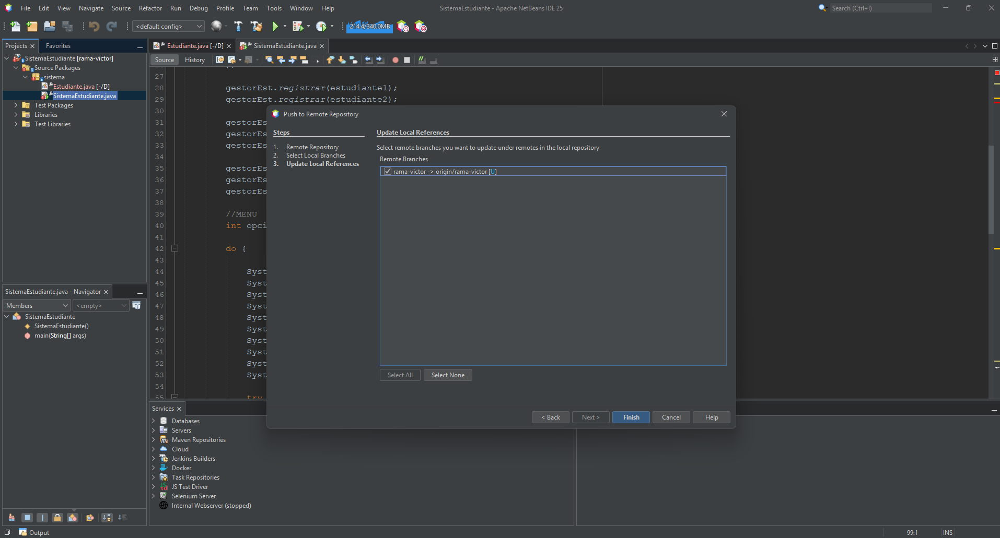 File Edit View Navigate Source Refactor Run Debug Profile Team Tools Window Help
SistemaEstudiante - Apache NetBeans IDE 25
Search (Ctrl+I)
<default config>
214.4/340.0MB
Projects Favorites
SistemaEstudiante [rama-victor]
Source Packages
sistema
Estudiante.java [-/D]
SistemaEstudiante.java
Test Packages
Libraries
Test Libraries
SistemaEstudiante.java - Navigator
Members <empty>
SistemaEstudiante
SistemaEstudiante()
main(String[] args)
Estudiante.java [-/D] SistemaEstudiante.java
Source History
27
28 gestorEst.registrar(estudiante1);
29 gestorEst.registrar(estudiante2);
30
31 gestorEs
32 gestorEs
33 gestorEs
34
35 gestorEs
36 gestorEs
37 gestorEs
38
39 //MENU
40 int opci
41
42 do {
43
44 Syst
45 Syst
46 Syst
47 Syst
48 Syst
49 Syst
50 Syst
51 Syst
52 Syst
53 Syst
54
55 try
Push to Remote Repository
Steps
1. Remote Repository
2. Select Local Branches
3. Update Local References
Update Local References
Select remote branches you want to update under remotes in the local repository
Remote Branches
rama-victor -> origin/rama-victor [U]
Select All Select None
< Back Next > Finish Cancel Help
Services
Databases
Servers
Maven Repositories
Cloud
Jenkins Builders
Docker
Task Repositories
JS Test Driver
Selenium Server
Internal Webserver (stopped)
Output
99:1 INS